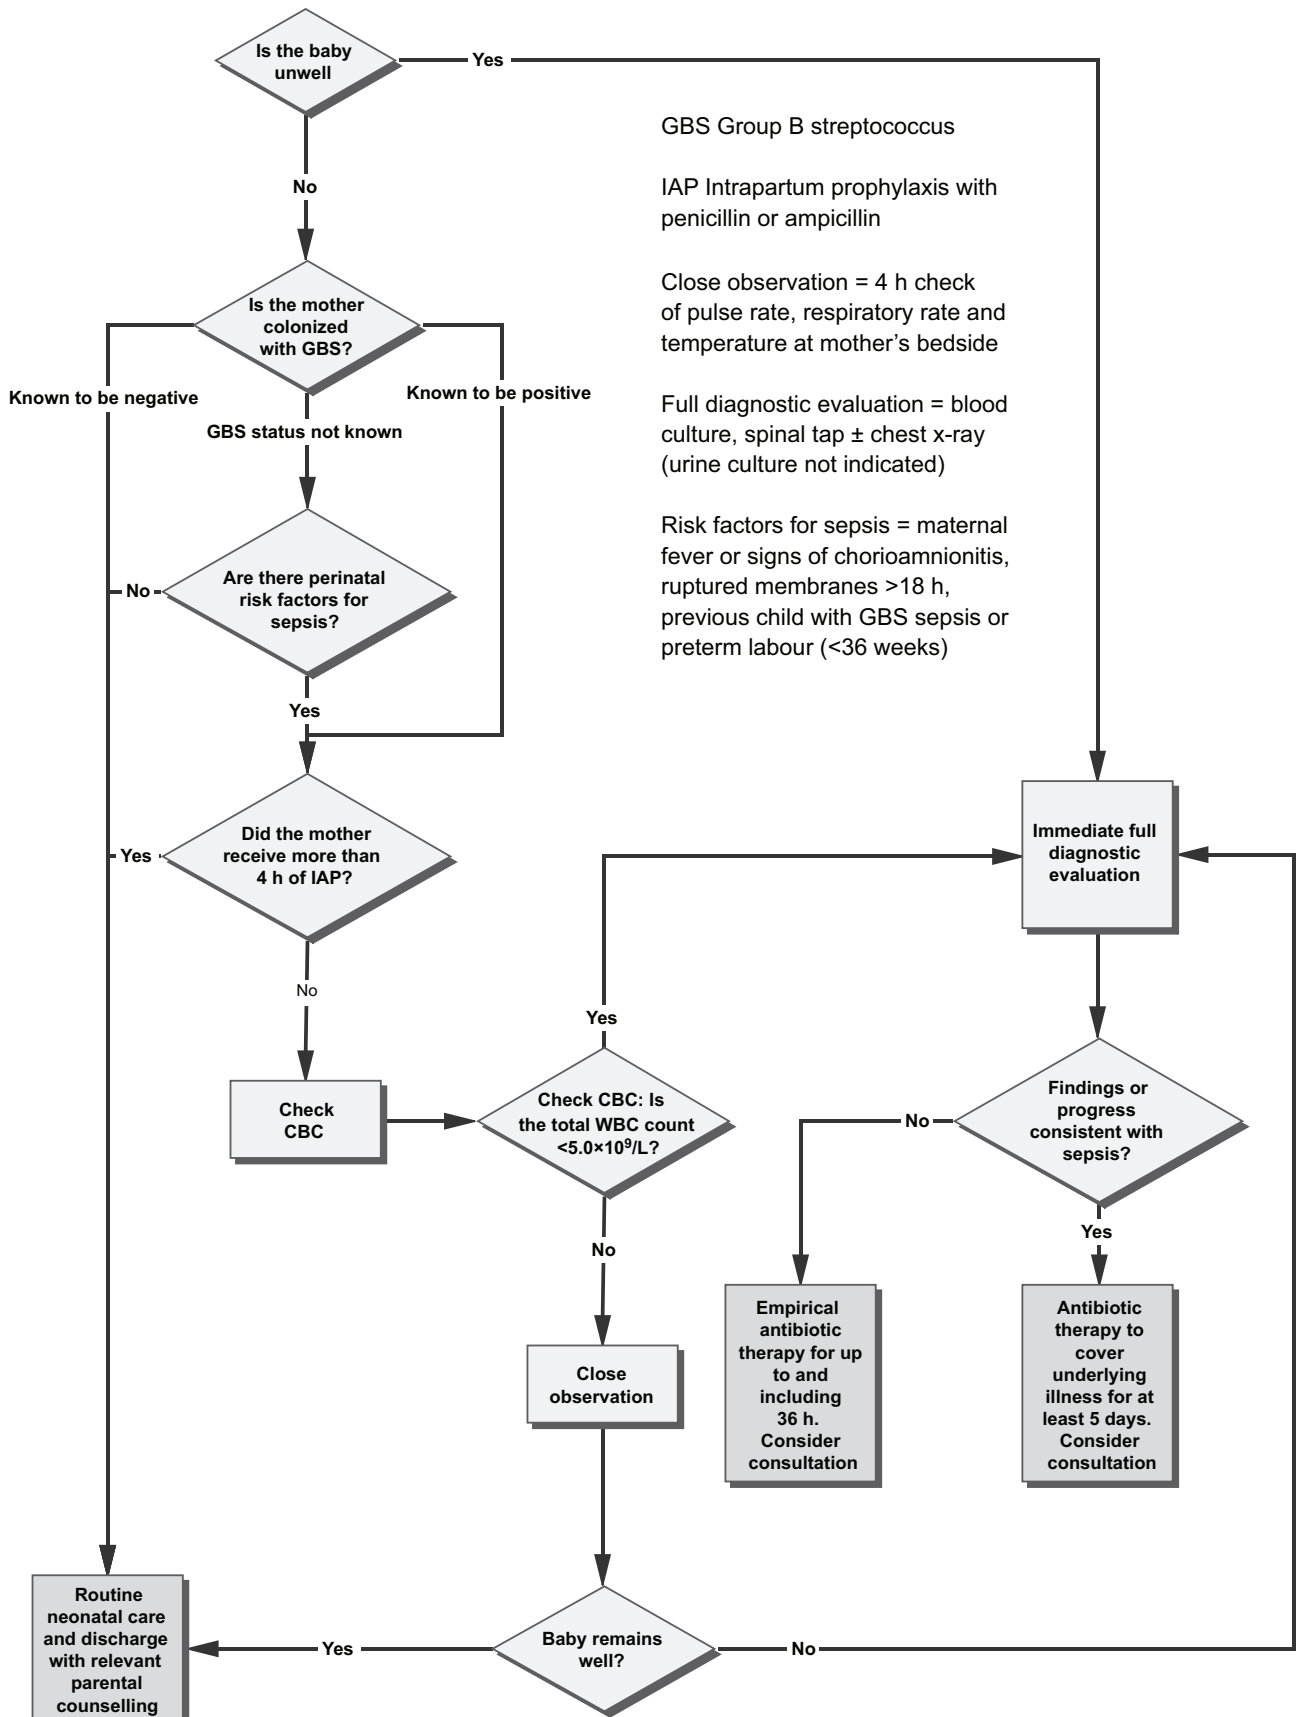 Is the baby
unwell
Yes
GBS Group B streptococcus
IAP Intrapartum prophylaxis with
penicillin or ampicillin
Close observation = 4 h check
of pulse rate, respiratory rate and
temperature at mother’s bedside
Full diagnostic evaluation = blood
culture, spinal tap ± chest x-ray
(urine culture not indicated)
Risk factors for sepsis = maternal
fever or signs of chorioamnionitis,
ruptured membranes >18 h,
previous child with GBS sepsis or
preterm labour (<36 weeks)
No
Is the mother
colonized
with GBS?
Known to be negative
Known to be positive
GBS status not known
Are there perinatal
risk factors for
sepsis?
No
Yes
Did the mother
receive more than
4 h of IAP?
Yes
No
Check
CBC
Check CBC: Is
the total WBC count
<5.0×10⁹/L?
Yes
No
Immediate full
diagnostic
evaluation
Findings or
progress
consistent with
sepsis?
No
Yes
Empirical
antibiotic
therapy for up
to and
including
36 h.
Consider
consultation
Antibiotic
therapy to
cover
underlying
illness for at
least 5 days.
Consider
consultation
Close
observation
Baby remains
well?
Yes
No
Routine
neonatal care
and discharge
with relevant
parental
counselling